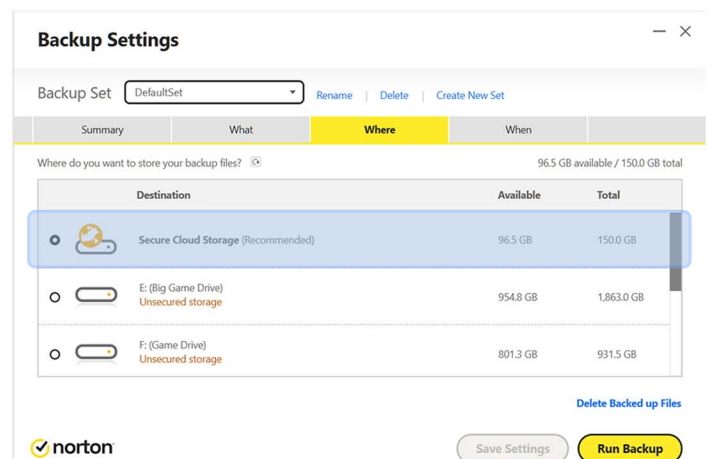 Backup Settings
Backup Set DefaultSet Rename | Delete | Create New Set
Summary What Where When
Where do you want to store your backup files? 96.5 GB available / 150.0 GB total
Destination Available Total
Secure Cloud Storage (Recommended) 96.5 GB 150.0 GB
E: (Big Game Drive)
Unsecured storage 954.8 GB 1,863.0 GB
F: (Game Drive)
Unsecured storage 801.3 GB 931.5 GB
Delete Backed up Files
norton Save Settings Run Backup